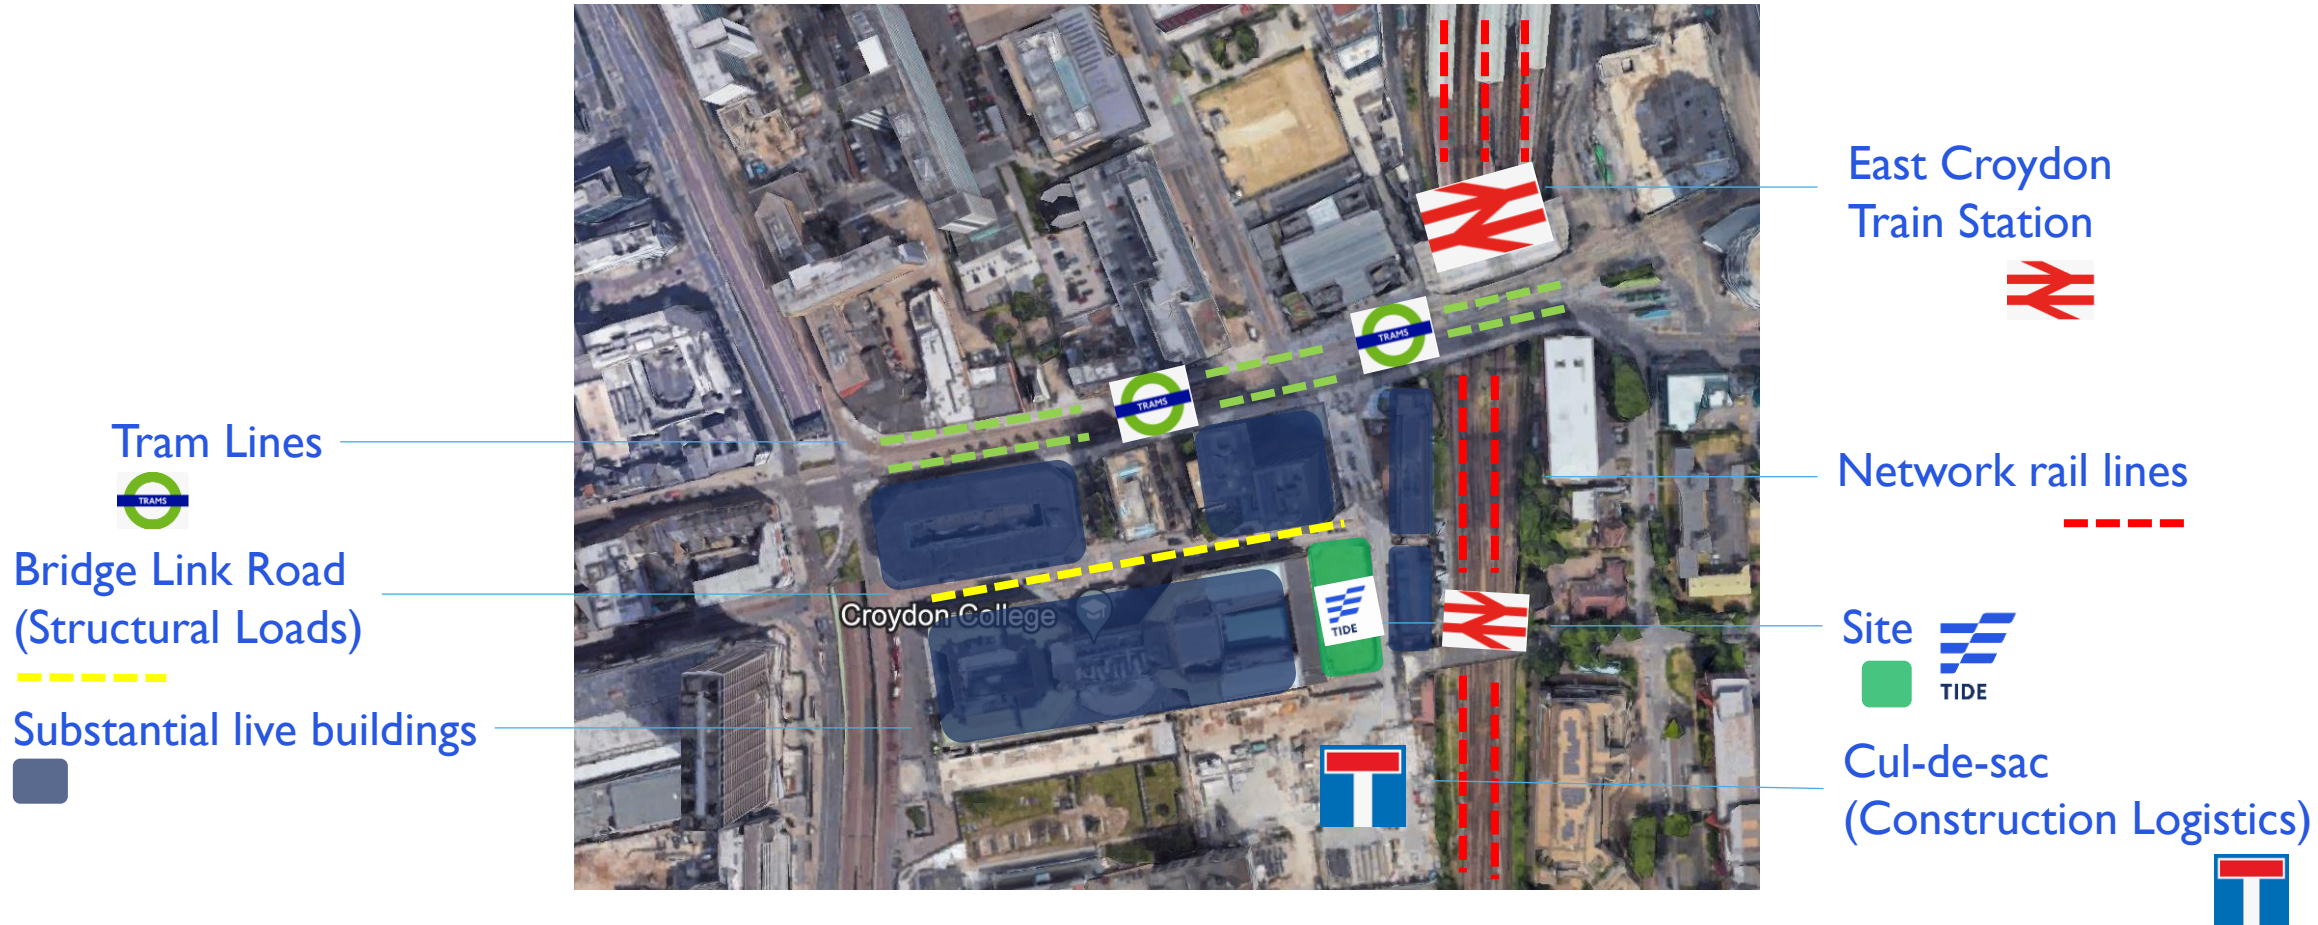 East Croydon
Train Station
TRAMS
TRAMS
Tram Lines
TRAMS
Network rail lines
Bridge Link Road
(Structural Loads)
Croydon College
TIDE
Site
TIDE
Substantial live buildings
Cul-de-sac
(Construction Logistics)